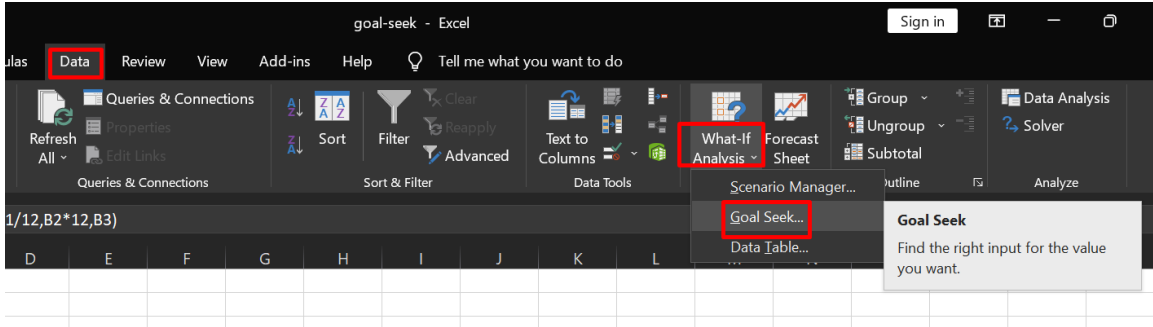 goal-seek - Excel
Sign in
ulas Data Review View Add-ins Help Tell me what you want to do
Refresh All
Queries & Connections
Properties
Edit Links
Queries & Connections
Sort
Filter
Clear
Reapply
Advanced
Sort & Filter
Text to Columns
Data Tools
What-If Analysis
Forecast Sheet
Group
Ungroup
Subtotal
Outline
Data Analysis
Solver
Analyze
Scenario Manager...
Goal Seek...
Data Table...
Goal Seek
Find the right input for the value
you want.
1/12,B2*12,B3)
D E F G H I J K L